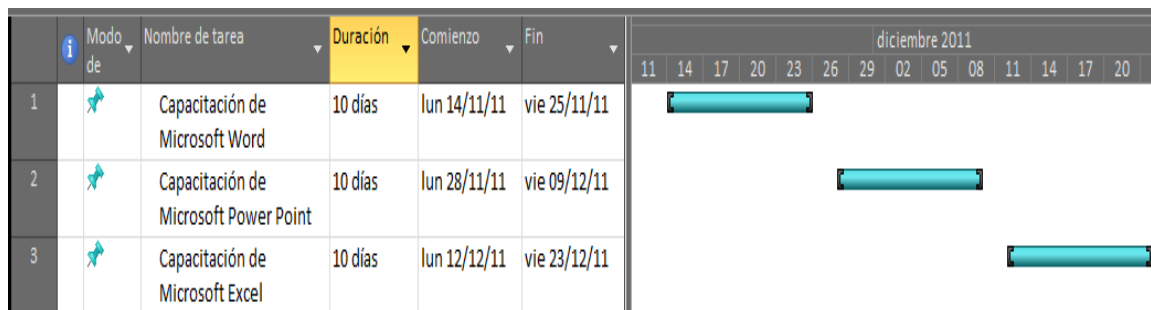 Modo de
Nombre de tarea
Duración
Comienzo
Fin
diciembre 2011
11 14 17 20 23 26 29 02 05 08 11 14 17 20
1
Capacitación de
Microsoft Word
10 días
lun 14/11/11
vie 25/11/11
2
Capacitación de
Microsoft Power Point
10 días
lun 28/11/11
vie 09/12/11
3
Capacitación de
Microsoft Excel
10 días
lun 12/12/11
vie 23/12/11